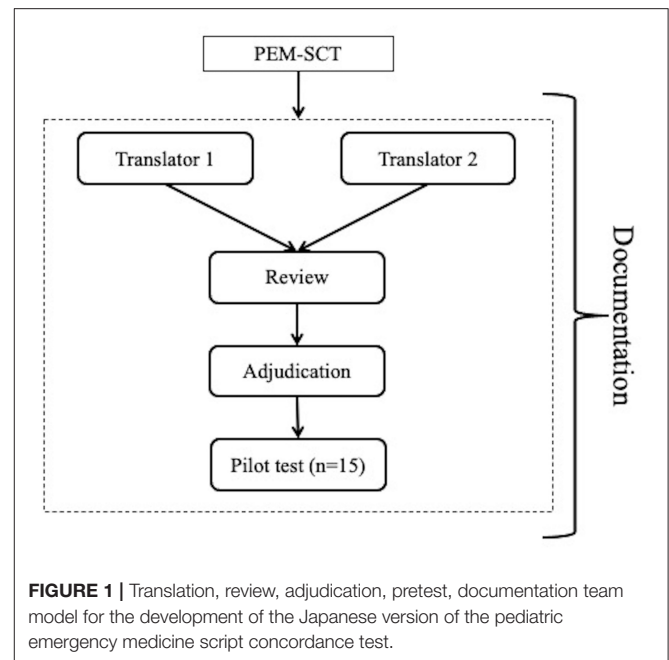 PEM-SCT
Translator 1
Translator 2
Review
Adjudication
Pilot test (n=15)
Documentation
FIGURE 1 | Translation, review, adjudication, pretest, documentation team
model for the development of the Japanese version of the pediatric
emergency medicine script concordance test.